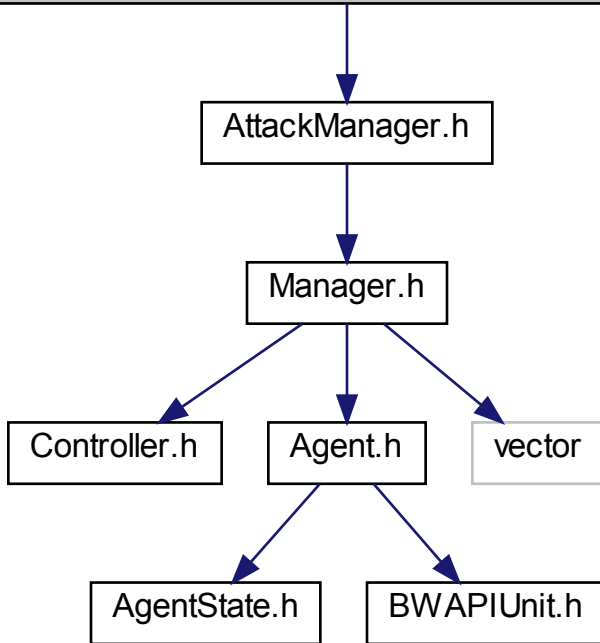 AttackManager.h
Manager.h
Controller.h
Agent.h
vector
AgentState.h
BWAPIUnit.h